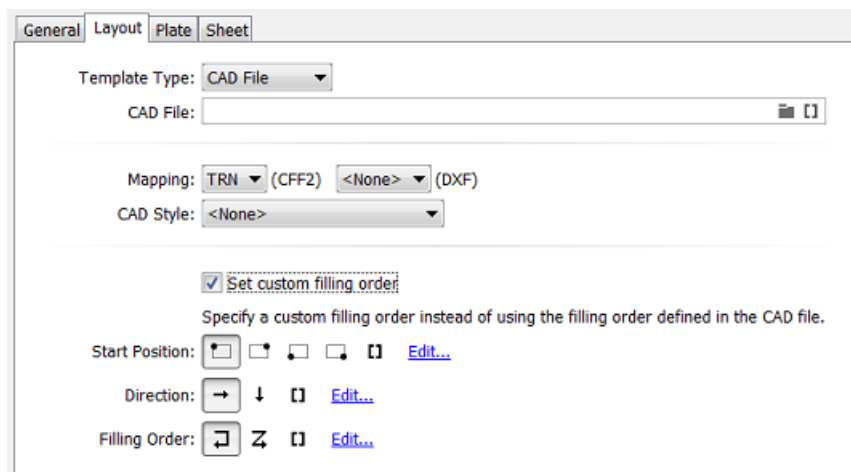 General Layout Plate Sheet
Template Type: CAD File
CAD File:
Mapping: TRN (CFF2) <None> (DXF)
CAD Style: <None>
Set custom filling order
Specify a custom filling order instead of using the filling order defined in the CAD file.
Start Position: Edit...
Direction: Edit...
Filling Order: Edit...